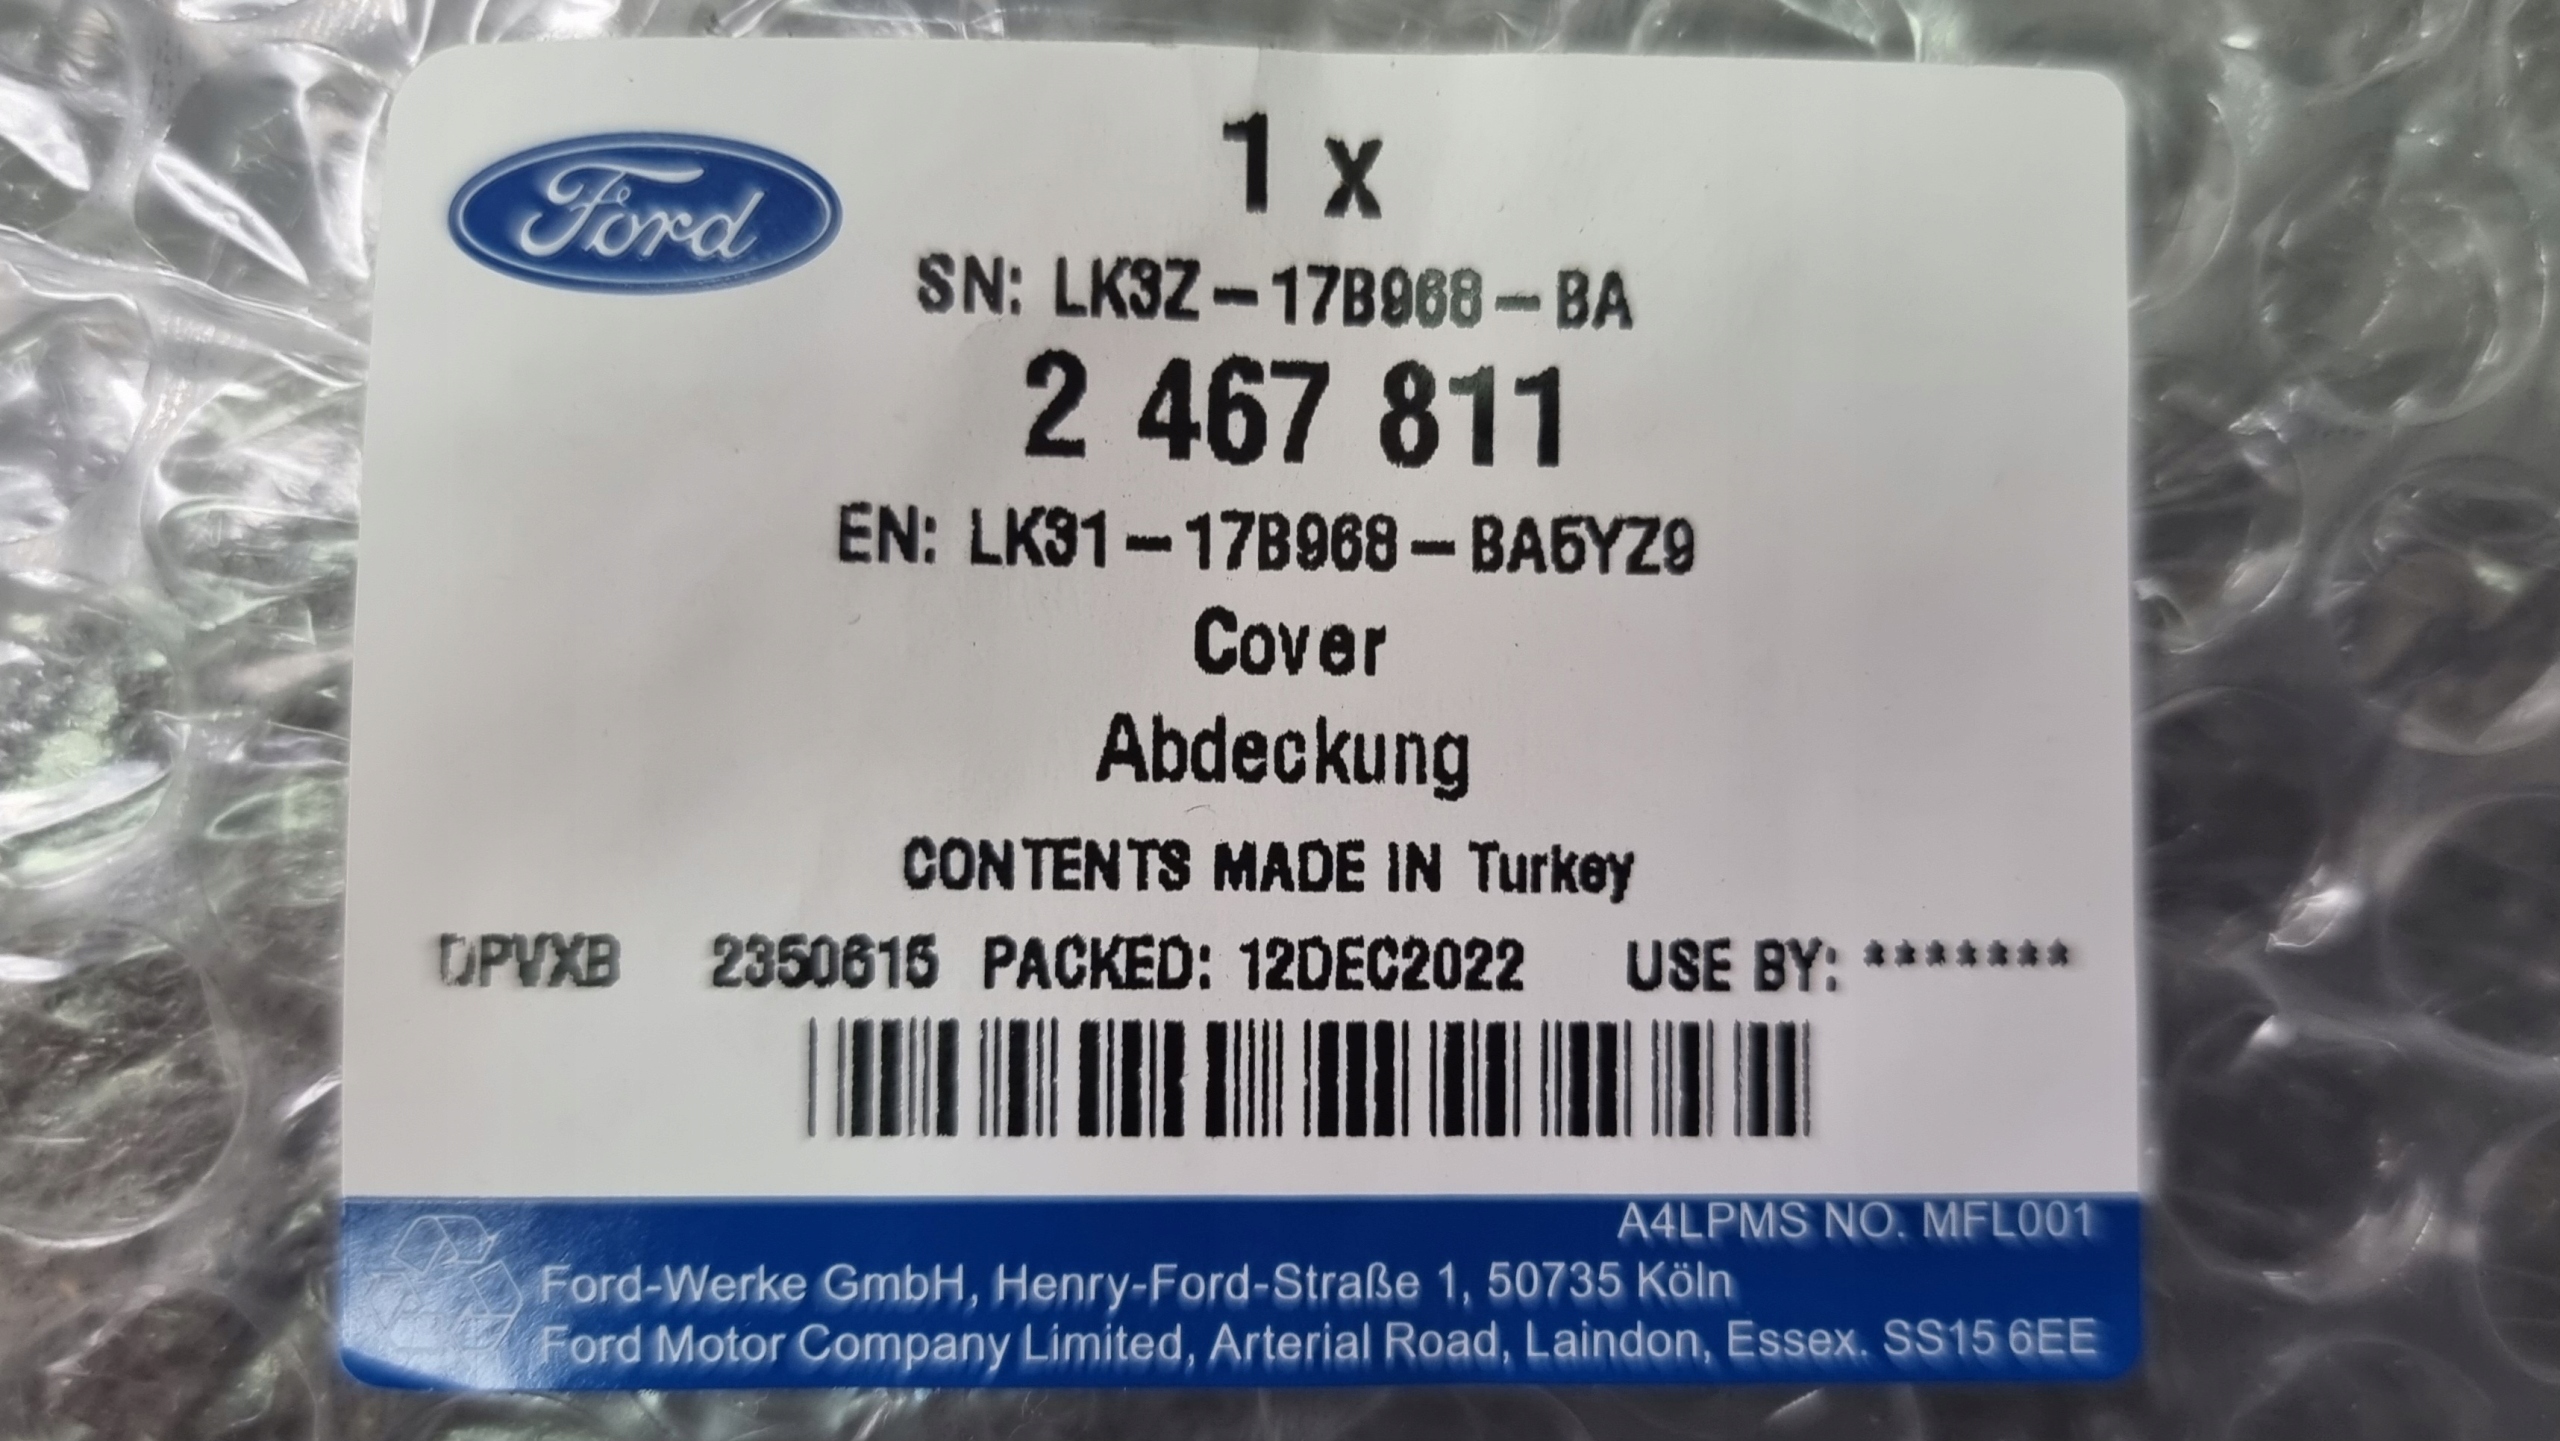 Ford
1 x
SN: LK3Z-17B968-BA
2 467 811
EN: LK31-17B968-BA5YZ9
Cover
Abdeckung
CONTENTS MADE IN Turkey
DPVXB 2350615 PACKED: 12DEC2022 USE BY: *******
A4LPMS NO. MFL001
Ford-Werke GmbH, Henry-Ford-Straße 1, 50735 Köln
Ford Motor Company Limited, Arterial Road, Laindon, Essex. SS15 6EE